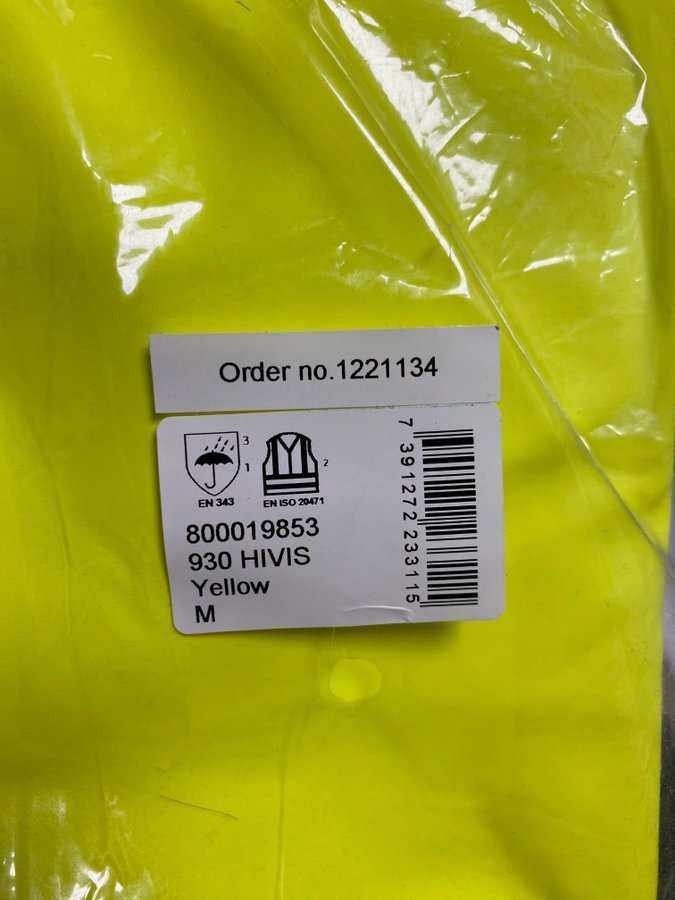 Order no.1221134
3
1
2
EN 343
EN ISO 20471
800019853
930 HIVIS
Yellow
M
7 391272 233115